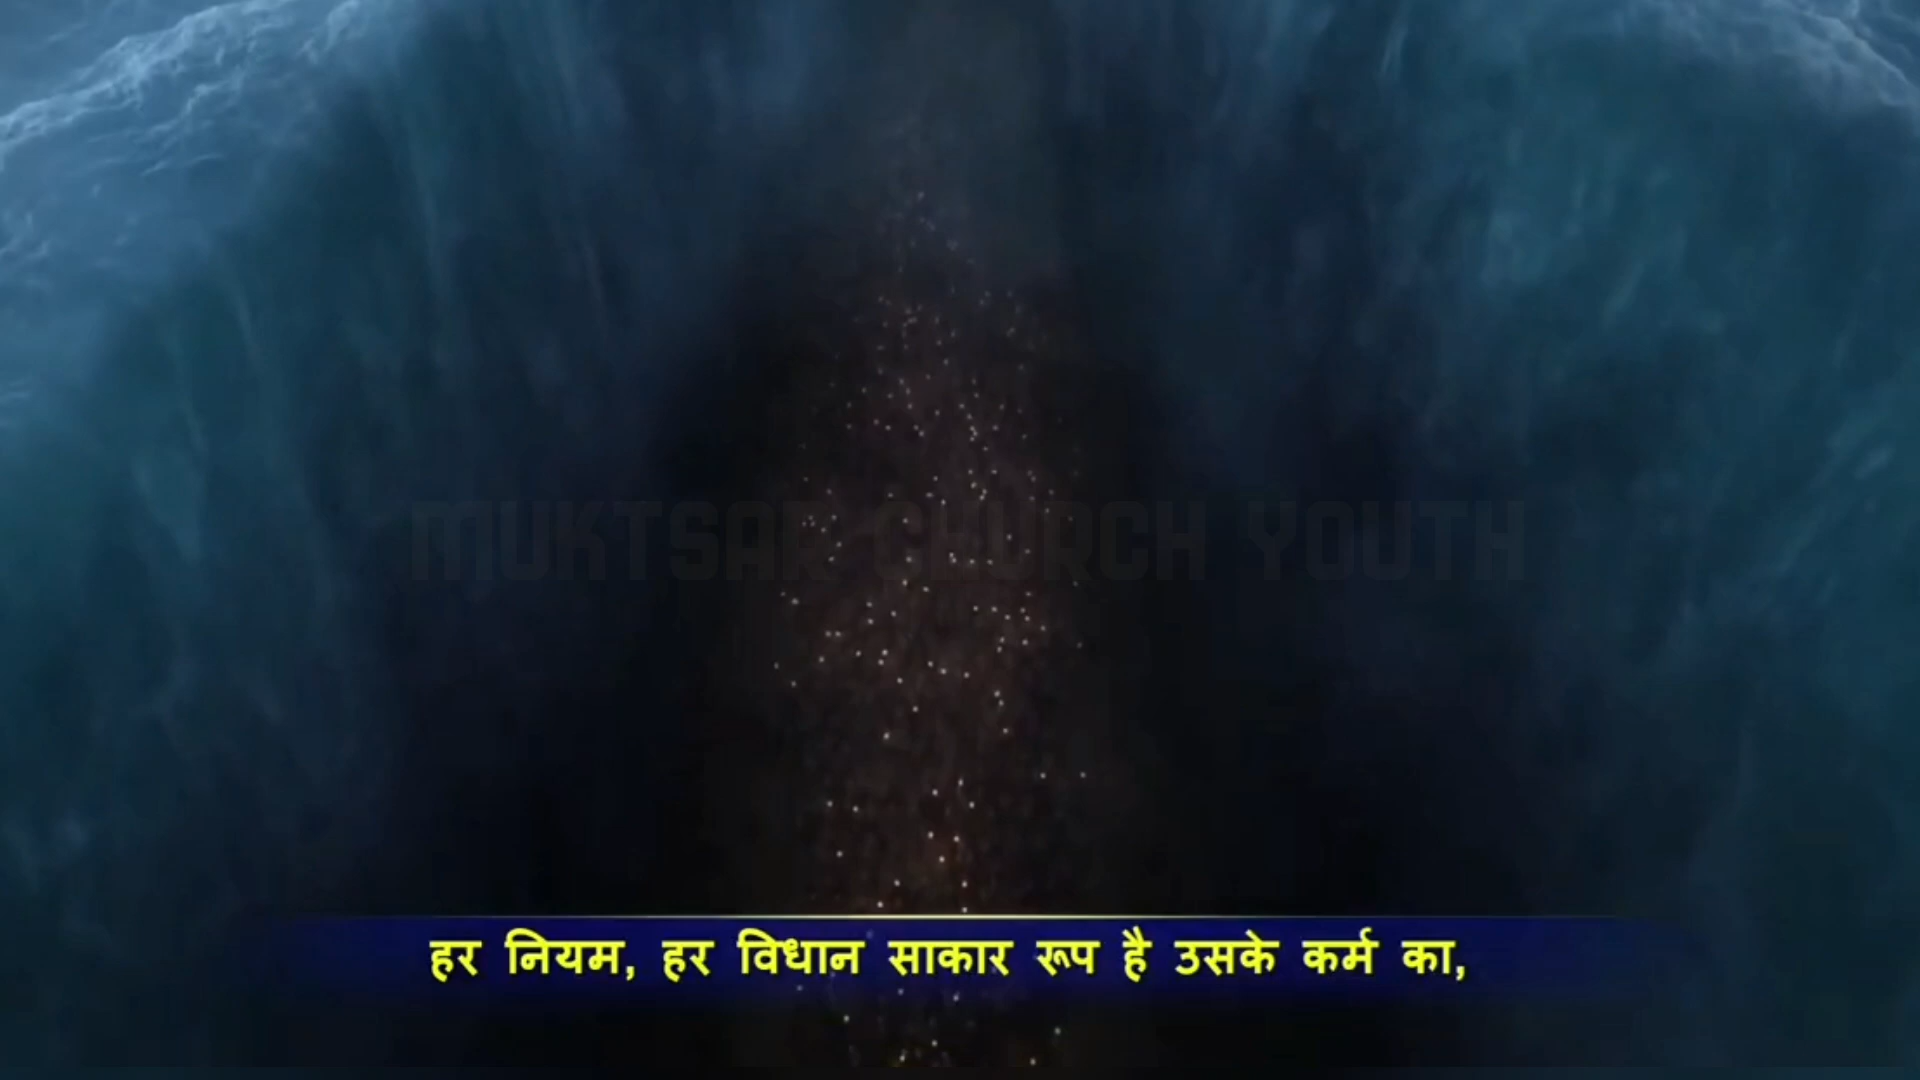 MUKTSAR CHURCH YOUTH
हर नियम, हर विधान साकार रूप है उसके कर्म का,